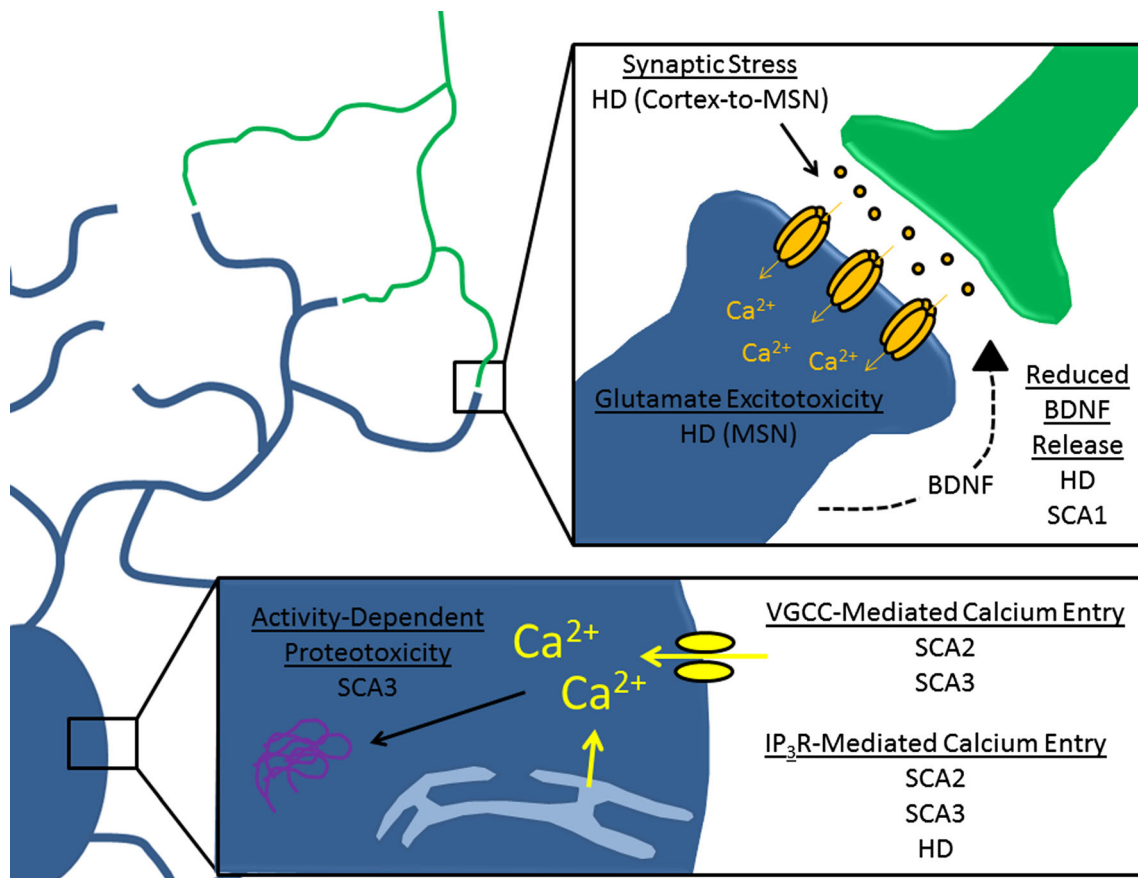 Synaptic Stress
HD (Cortex-to-MSN)
Ca2+
Ca2+
Ca2+
Glutamate Excitotoxicity
HD (MSN)
BDNF
Reduced
BDNF
Release
HD
SCA1
Activity-Dependent
Proteotoxicity
SCA3
Ca2+
Ca2+
VGCC-Mediated Calcium Entry
SCA2
SCA3
IP3R-Mediated Calcium Entry
SCA2
SCA3
HD